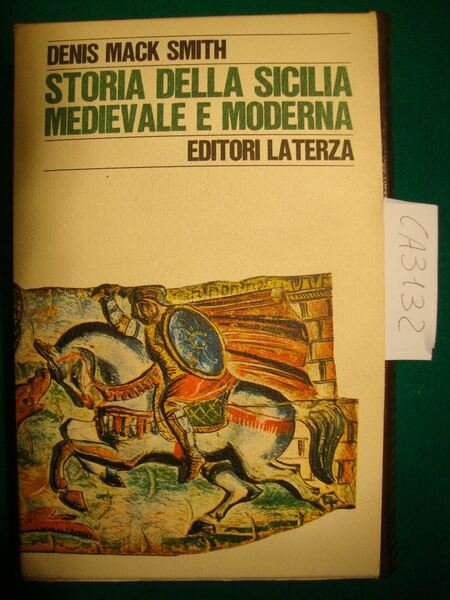 DENIS MACK SMITH
STORIA DELLA SICILIA
MEDIEVALE E MODERNA
EDITORI LATERZA
CA3132